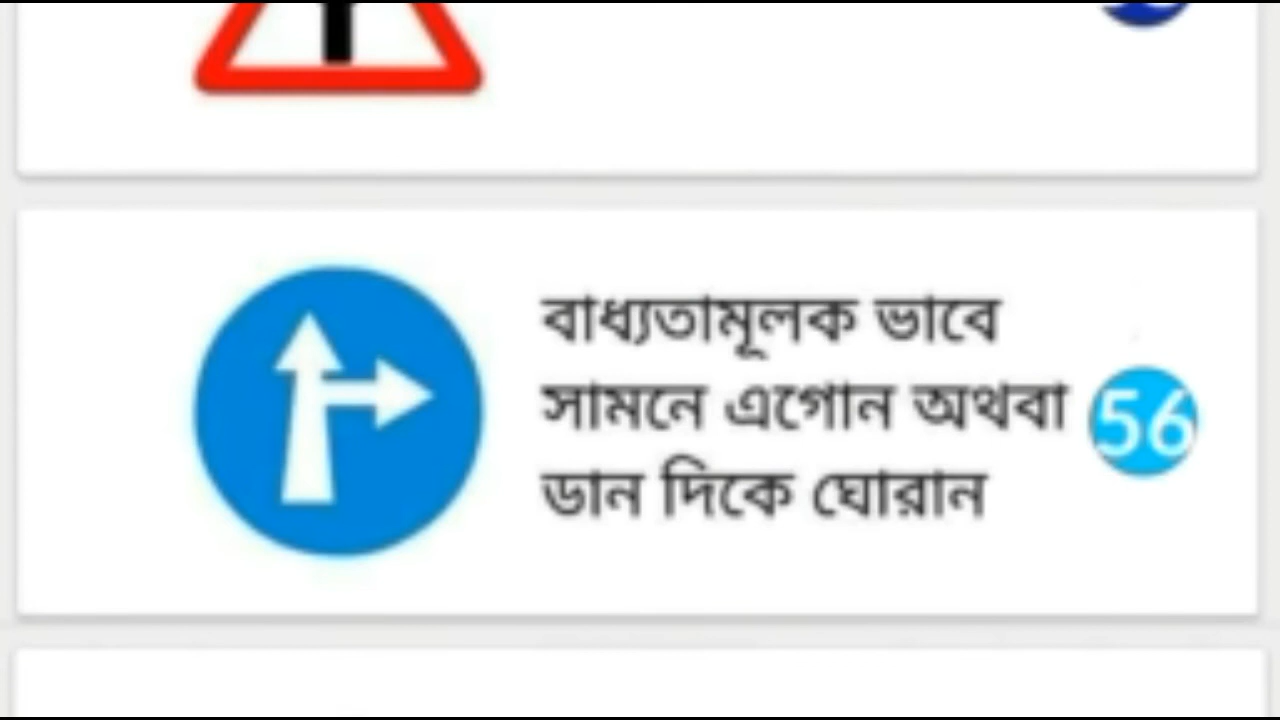 বাধ্যতামূলক ভাবে
সামনে এগোন অথবা
ডান দিকে ঘোরান
56